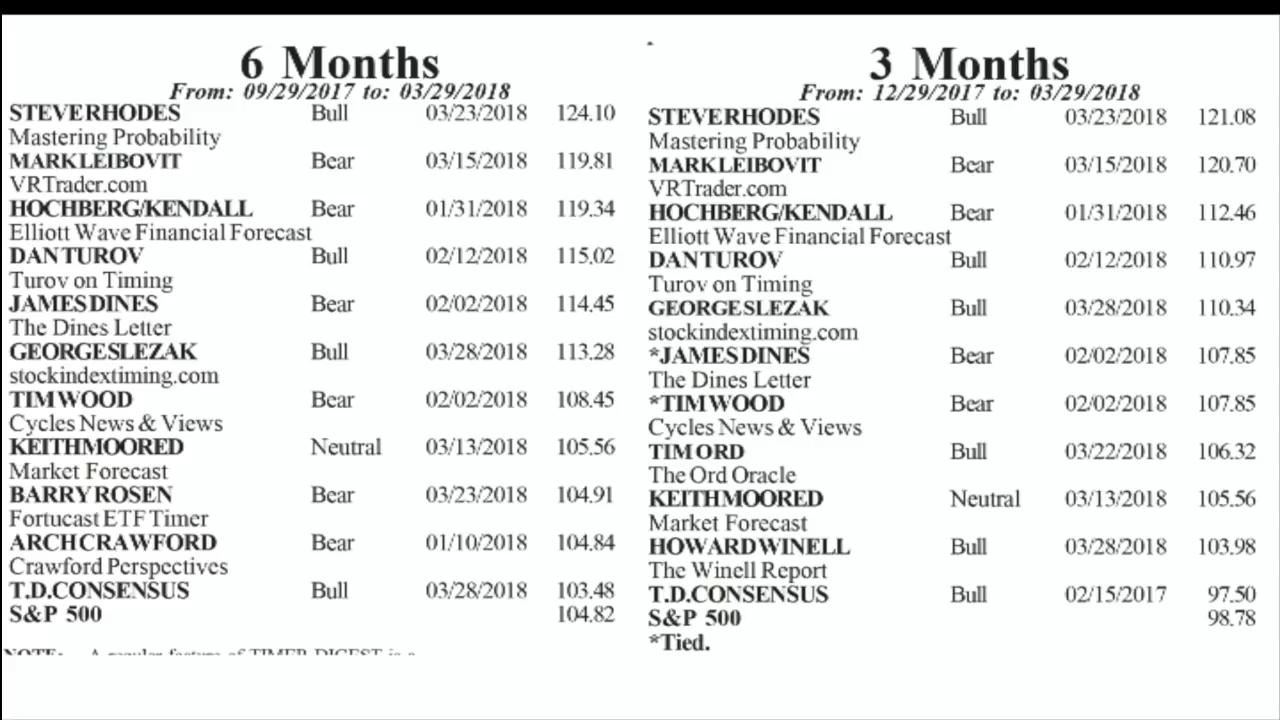 6 Months
From: 09/29/2017 to: 03/29/2018
STEVE RHODES Bull 03/23/2018 124.10
Mastering Probability
MARK LEIBOVIT Bear 03/15/2018 119.81
VRTrader.com
HOCHBERG/KENDALL Bear 01/31/2018 119.34
Elliott Wave Financial Forecast
DAN TUROV Bull 02/12/2018 115.02
Turov on Timing
JAMES DINES Bear 02/02/2018 114.45
The Dines Letter
GEORGE SLEZAK Bull 03/28/2018 113.28
stockindextiming.com
TIM WOOD Bear 02/02/2018 108.45
Cycles News & Views
KEITH MOORED Neutral 03/13/2018 105.56
Market Forecast
BARRY ROSEN Bear 03/23/2018 104.91
Fortucast ETF Timer
ARCH CRAWFORD Bear 01/10/2018 104.84
Crawford Perspectives
T.D. CONSENSUS Bull 03/28/2018 103.48
S&P 500 104.82
NOTE: A regular feature of TIMER DIGEST is a
3 Months
From: 12/29/2017 to: 03/29/2018
STEVE RHODES Bull 03/23/2018 121.08
Mastering Probability
MARK LEIBOVIT Bear 03/15/2018 120.70
VRTrader.com
HOCHBERG/KENDALL Bear 01/31/2018 112.46
Elliott Wave Financial Forecast
DAN TUROV Bull 02/12/2018 110.97
Turov on Timing
GEORGE SLEZAK Bull 03/28/2018 110.34
stockindextiming.com
*JAMES DINES Bear 02/02/2018 107.85
The Dines Letter
*TIM WOOD Bear 02/02/2018 107.85
Cycles News & Views
TIM ORD Bull 03/22/2018 106.32
The Ord Oracle
KEITH MOORED Neutral 03/13/2018 105.56
Market Forecast
HOWARD WINELL Bull 03/28/2018 103.98
The Winell Report
T.D. CONSENSUS Bull 02/15/2017 97.50
S&P 500 98.78
*Tied.